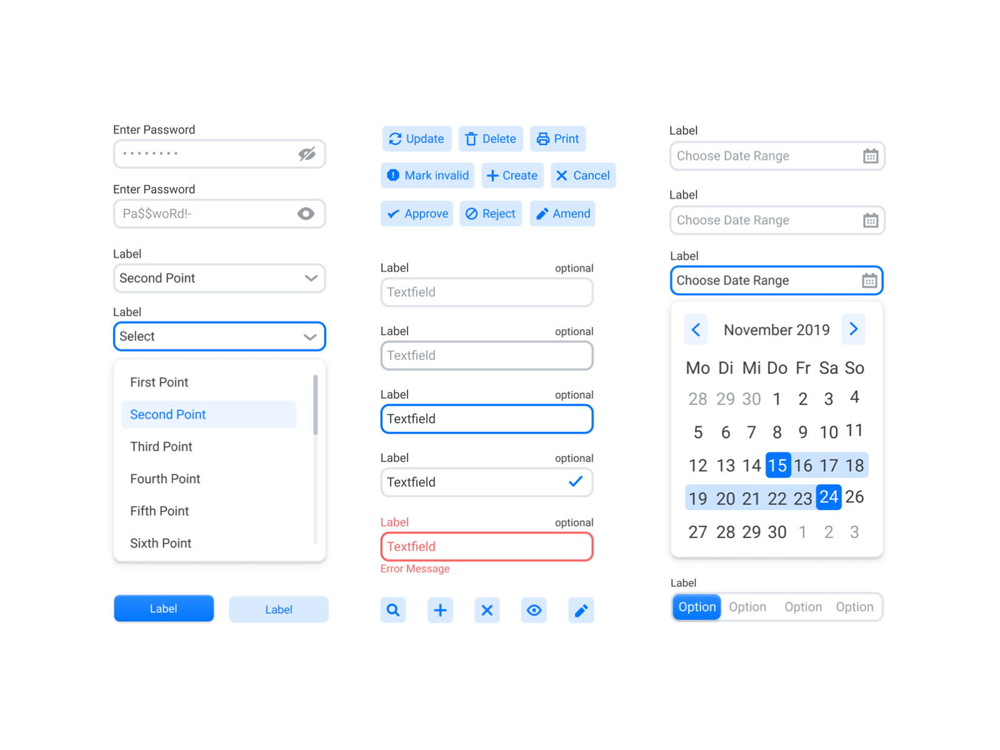 Enter Password
• • • • • • • •
Enter Password
Pa$$woRd!-
Label
Second Point
Label
Select
First Point
Second Point
Third Point
Fourth Point
Fifth Point
Sixth Point
Label Label
Update Delete Print
Mark invalid Create Cancel
Approve Reject Amend
Label optional
Textfield
Label optional
Textfield
Label optional
Textfield
Label optional
Textfield
Label optional
Textfield
Error Message
Label
Choose Date Range
Label
Choose Date Range
Label
Choose Date Range
November 2019
Mo Di Mi Do Fr Sa So
28 29 30 1 2 3 4
5 6 7 8 9 10 11
12 13 14 15 16 17 18
19 20 21 22 23 24 26
27 28 29 30 1 2 3
Label
Option Option Option Option